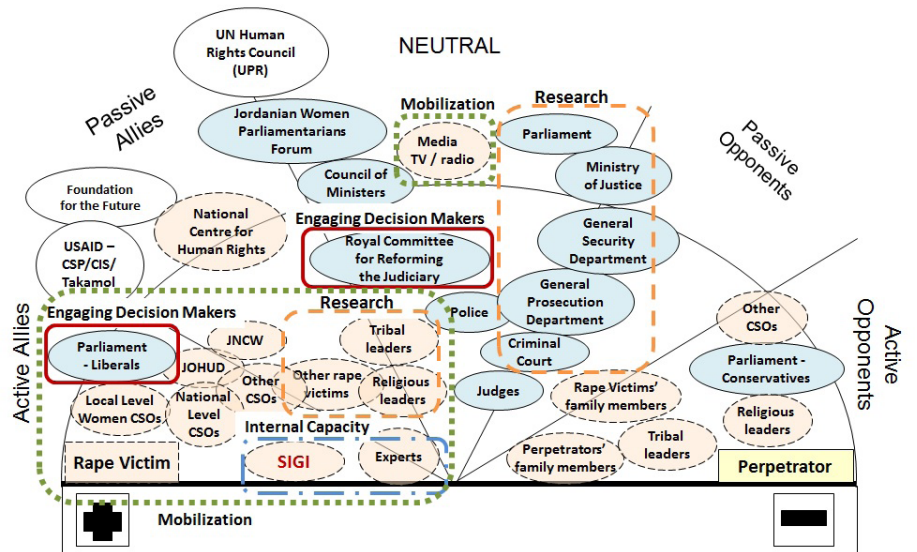 UN Human
Rights Council
(UPR)
NEUTRAL
Passive
Allies
Jordanian Women
Parliamentarians
Forum
Mobilization
Media
TV / radio
Research
Parliament
Ministry
of Justice
Passive
Opponents
Council of
Ministers
Foundation
for the Future
National
Centre for
Human Rights
Engaging Decision Makers
Royal Committee
for Reforming
the Judiciary
General
Security
Department
USAID –
CSP/CIS/
Takamol
General
Prosecution
Department
Engaging Decision Makers
Research
Police
Other
CSOs
Active Allies
Active
Opponents
Parliament
- Liberals
JNCW
Tribal
leaders
Criminal
Court
JOHUD
Other
CSOs
Other rape
victims
Religious
leaders
Judges
Rape Victims'
family members
Parliament -
Conservatives
Local Level
Women CSOs
National
Level
CSOs
Internal Capacity
Religious
leaders
Rape Victim
SIGI
Experts
Perpetrators'
family members
Tribal
leaders
Perpetrator
Mobilization